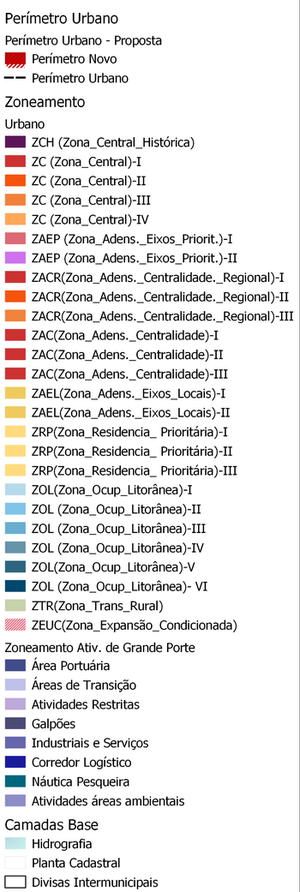 Perímetro Urbano
Perímetro Urbano - Proposta
Perímetro Novo
Perímetro Urbano
Zoneamento
Urbano
ZCH (Zona_Central_Histórica)
ZC (Zona_Central)-I
ZC (Zona_Central)-II
ZC (Zona_Central)-III
ZC (Zona_Central)-IV
ZAEP (Zona_Adens._Eixos_Priorit.)-I
ZAEP (Zona_Adens._Eixos_Priorit.)-II
ZACR(Zona_Adens._Centralidade._Regional)-I
ZACR(Zona_Adens._Centralidade._Regional)-II
ZACR(Zona_Adens._Centralidade._Regional)-III
ZAC(Zona_Adens._Centralidade)-I
ZAC(Zona_Adens._Centralidade)-II
ZAC(Zona_Adens._Centralidade)-III
ZAEL(Zona_Adens._Eixos_Locais)-I
ZAEL(Zona_Adens._Eixos_Locais)-II
ZRP(Zona_Residencia_ Prioritária)-I
ZRP(Zona_Residencia_ Prioritária)-II
ZRP(Zona_Residencia_ Prioritária)-III
ZOL(Zona_Ocup_Litorânea)-I
ZOL (Zona_Ocup_Litorânea)-II
ZOL (Zona_Ocup_Litorânea)-III
ZOL (Zona_Ocup_Litorânea)-IV
ZOL(Zona_Ocup_Litorânea)-V
ZOL (Zona_Ocup_Litorânea)- VI
ZTR(Zona_Trans_Rural)
ZEUC(Zona_Expansão_Condicionada)
Zoneamento Ativ. de Grande Porte
Área Portuária
Áreas de Transição
Atividades Restritas
Galpões
Industriais e Serviços
Corredor Logístico
Náutica Pesqueira
Atividades áreas ambientais
Camadas Base
Hidrografia
Planta Cadastral
Divisas Intermunicipais